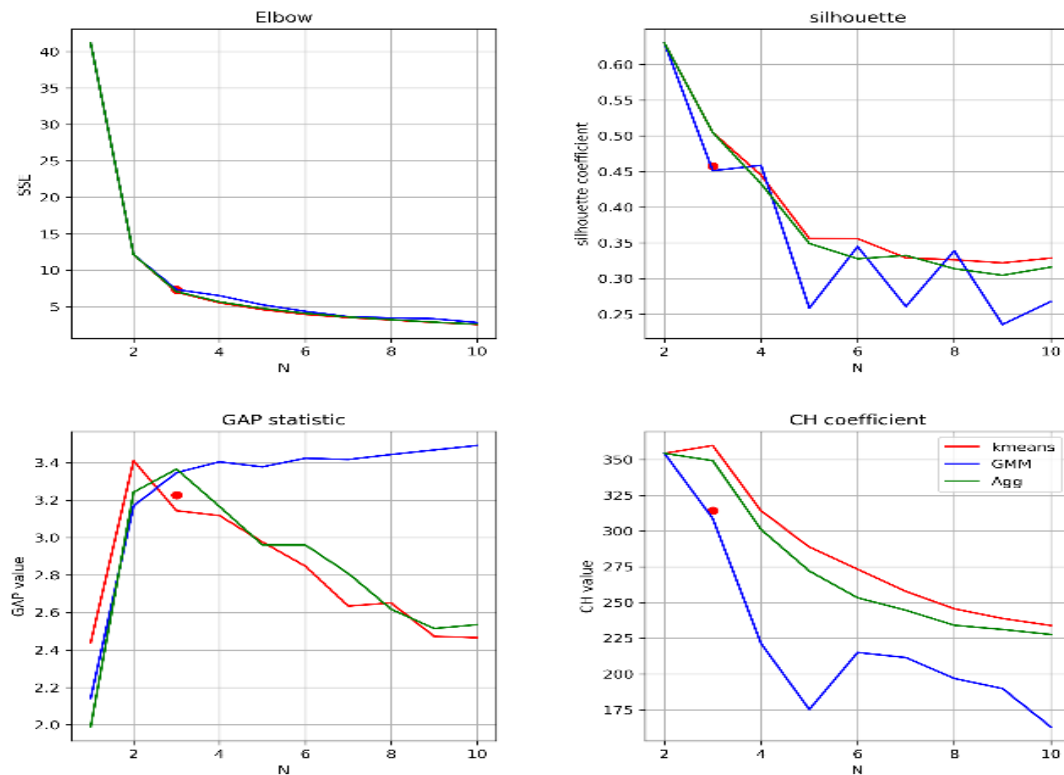 Elbow
40
35
30
25
20
15
10
5
SSL
2 4 6 8 10
N
silhouette
0.60
0.55
0.50
0.45
0.40
0.35
0.30
0.25
silhouette coefficient
2 4 6 8 10
N
GAP statistic
3.4
3.2
3.0
2.8
2.6
2.4
2.2
2.0
GAP value
2 4 6 8 10
N
CH coefficient
350
325
300
275
250
225
200
175
CH value
kmeans
GMM
Agg
2 4 6 8 10
N